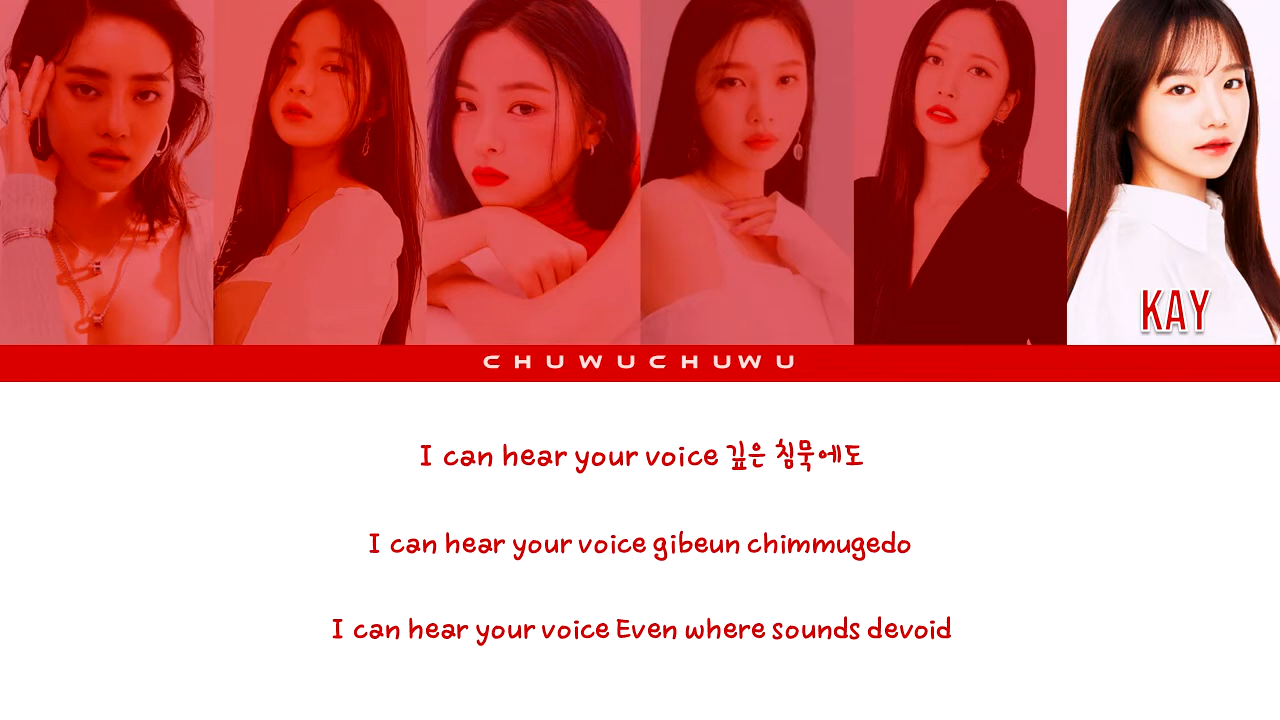 KAY
CHUWUCHUWU
I can hear your voice 깊은 침묵에도
I can hear your voice gibeun chimmugedo
I can hear your voice Even where sounds devoid